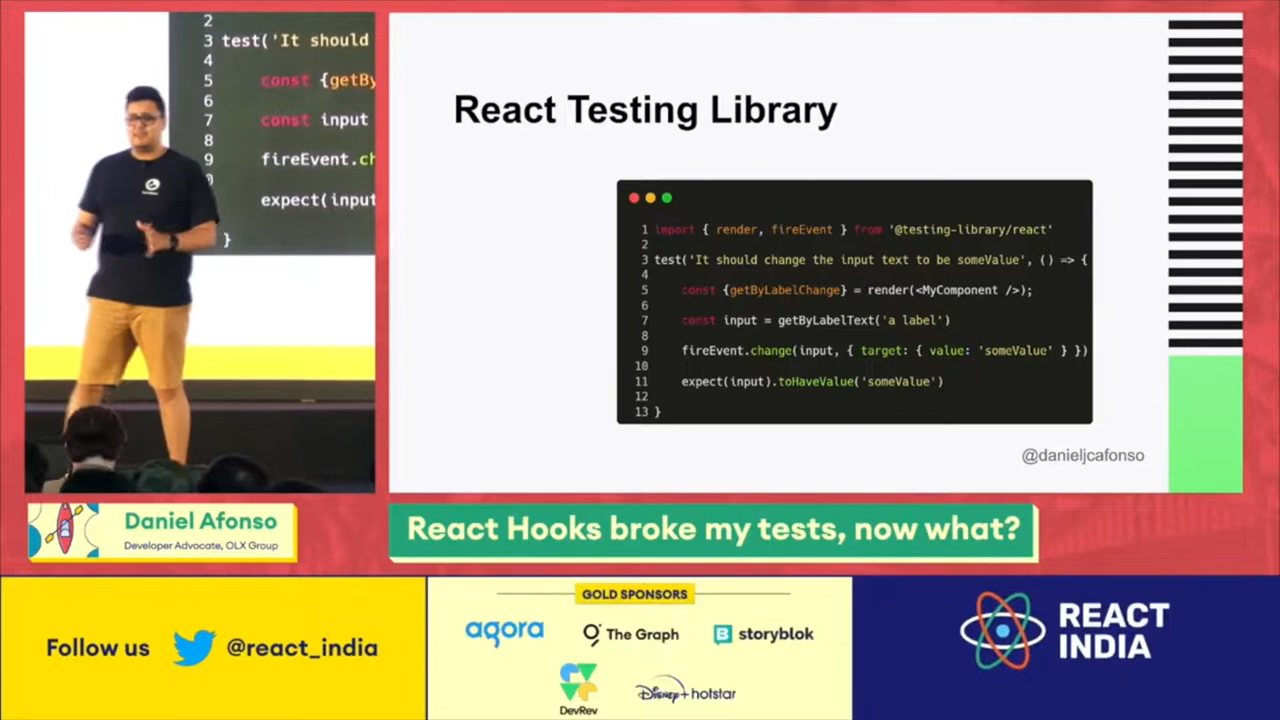 2
3 test('It should
4
5 const {getBy
6
7 const input
8
9 fireEvent.ch
expect(input
}
React Testing Library
1 import { render, fireEvent } from '@testing-library/react'
2
3 test('It should change the input text to be someValue', () => {
4
5 const {getByLabelChange} = render(<MyComponent />);
6
7 const input = getByLabelText('a label')
8
9 fireEvent.change(input, { target: { value: 'someValue' } })
10
11 expect(input).toHaveValue('someValue')
12
13 }
@danieljcafonso
Daniel Afonso
Developer Advocate, OLX Group
React Hooks broke my tests, now what?
Follow us @react_india
GOLD SPONSORS
agora
The Graph
storyblok
DevRev
Disney+ hotstar
REACT
INDIA